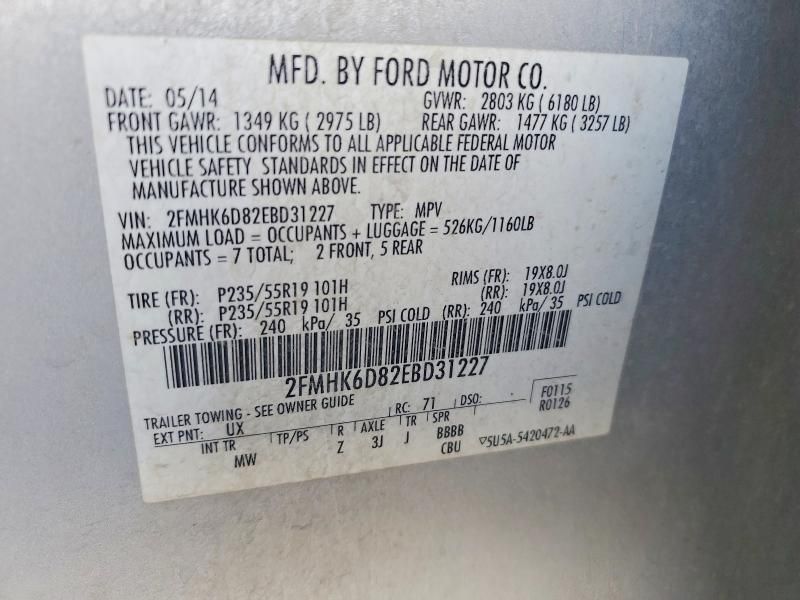 MFD. BY FORD MOTOR CO.
DATE: 05/14 GVWR: 2803 KG ( 6180 LB)
FRONT GAWR: 1349 KG ( 2975 LB) REAR GAWR: 1477 KG ( 3257 LB)
THIS VEHICLE CONFORMS TO ALL APPLICABLE FEDERAL MOTOR
VEHICLE SAFETY STANDARDS IN EFFECT ON THE DATE OF
MANUFACTURE SHOWN ABOVE.
VIN: 2FMHK6D82EBD31227 TYPE: MPV
MAXIMUM LOAD = OCCUPANTS + LUGGAGE = 526KG/1160LB
OCCUPANTS = 7 TOTAL; 2 FRONT, 5 REAR
TIRE (FR): P235/55R19 101H RIMS (FR): 19X8.0J
(RR): P235/55R19 101H (RR): 19X8.0J
PRESSURE (FR): 240 kPa/ 35 PSI COLD (RR): 240 kPa/ 35 PSI COLD
2FMHK6D82EBD31227
TRAILER TOWING - SEE OWNER GUIDE RC: 71 DSO: F0115
EXT PNT: UX R0126
INT TR TP/PS R AXLE TR SPR
MW Z 3J J BBBB
CBU ▽5U5A-5420472-AA